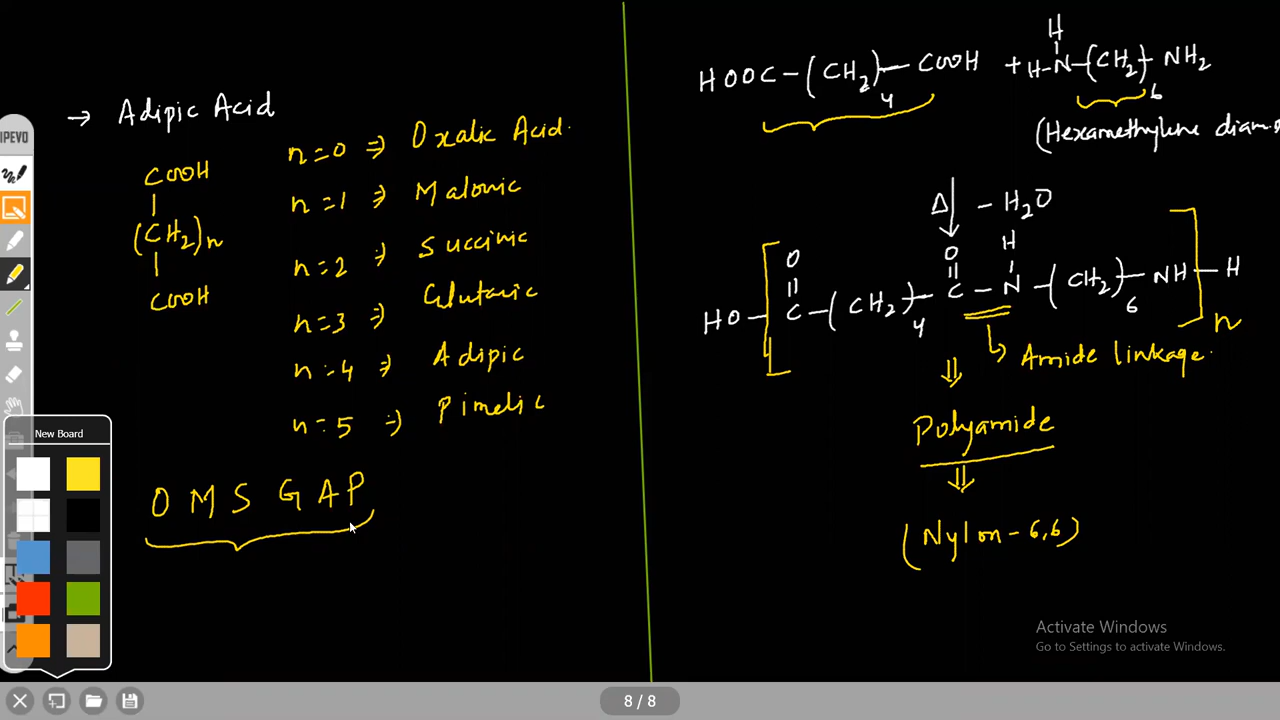 IPEVO
New Board
→ Adipic Acid
COOH
|
(CH2)n
|
COOH
n=0 ⇒ Oxalic Acid.
n=1 ⇒ Malonic
n=2 ⇒ Succinic
n=3 ⇒ Glutaric
n=4 ⇒ Adipic
n=5 ⇒ Pimelic
O M S G A P
HOOC-(CH2)4-COOH + H-N-(CH2)6-NH2
H
(Hexamethylene diam
Δ -H2O
O O H
HO-[C-(CH2)4-C-N-(CH2)6-NH]n-H
Amide linkage.
Polyamide
(Nylon-6,6)
Activate Windows
Go to Settings to activate Windows.
8 / 8